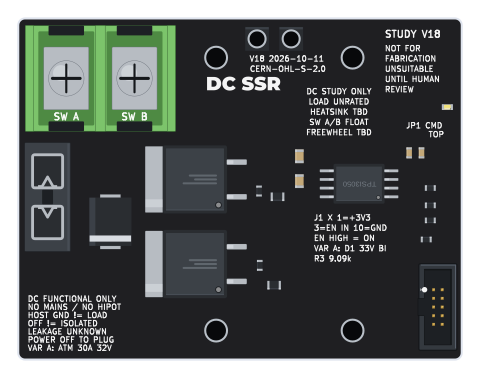 STUDY V18
NOT FOR
FABRICATION
UNSUITABLE
UNTIL HUMAN
REVIEW
V18 2026-10-11
CERN-OHL-S-2.0
DC SSR
DC STUDY ONLY
LOAD UNRATED
HEATSINK TBD
SW A/B FLOAT
FREEWHEEL TBD
SW A
SW B
JP1 CMD
TOP
TPSI3050
J1 X 1=+3V3
3=EN IN 10=GND
EN HIGH = ON
VAR A: D1 33V BI
R3 9.09k
DC FUNCTIONAL ONLY
NO MAINS / NO HIPOT
HOST GND != LOAD
OFF != ISOLATED
LEAKAGE UNKNOWN
POWER OFF TO PLUG
VAR A: ATM 30A 32V